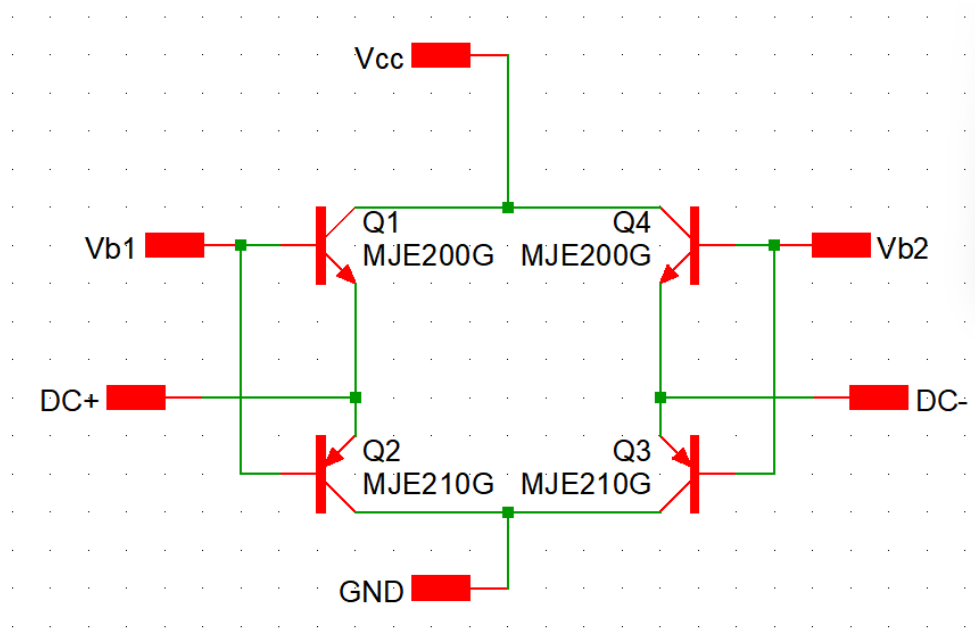 Vcc
Q1
Q4
MJE200G
MJE200G
Vb1
Vb2
DC+
DC-
Q2
Q3
MJE210G
MJE210G
GND